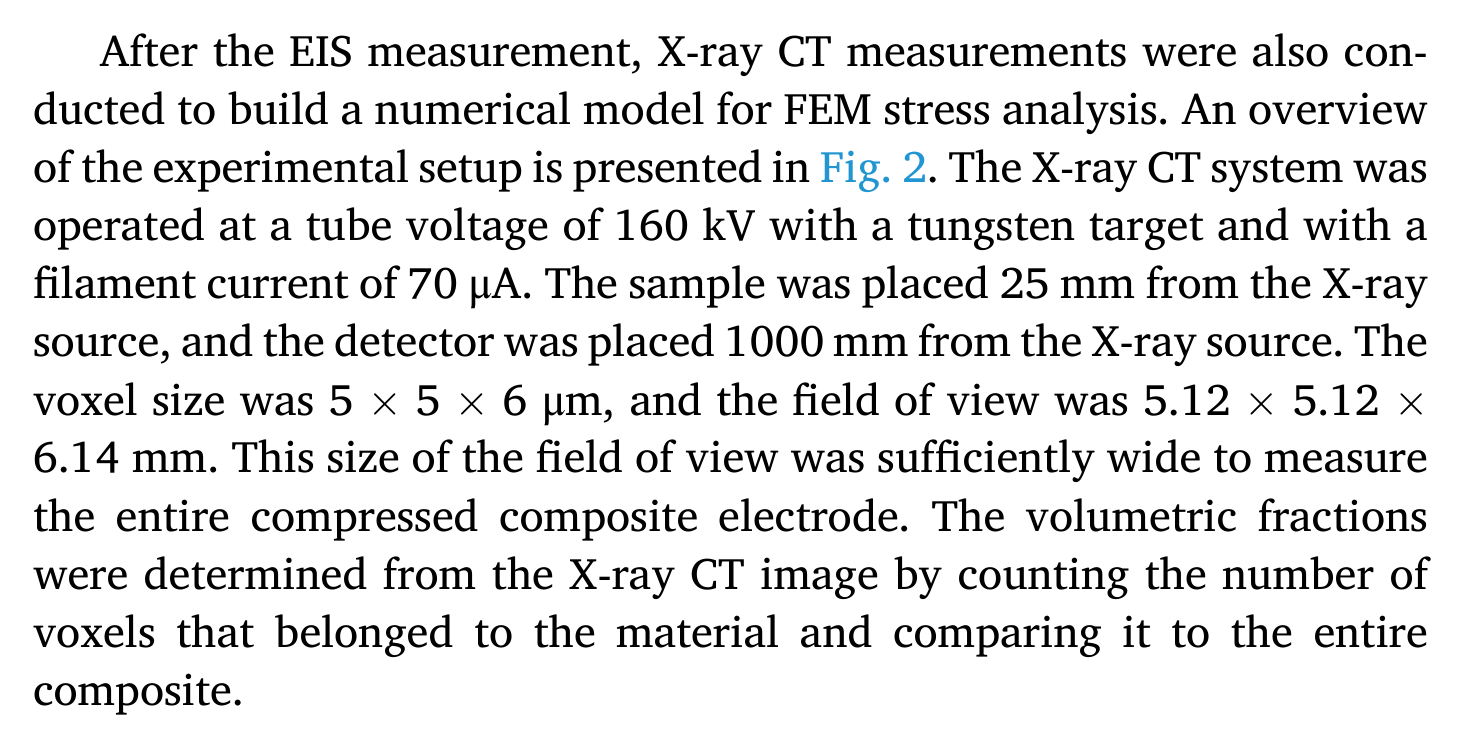 After the EIS measurement, X-ray CT measurements were also con-
ducted to build a numerical model for FEM stress analysis. An overview
of the experimental setup is presented in Fig. 2. The X-ray CT system was
operated at a tube voltage of 160 kV with a tungsten target and with a
filament current of 70 μA. The sample was placed 25 mm from the X-ray
source, and the detector was placed 1000 mm from the X-ray source. The
voxel size was 5 × 5 × 6 μm, and the field of view was 5.12 × 5.12 ×
6.14 mm. This size of the field of view was sufficiently wide to measure
the entire compressed composite electrode. The volumetric fractions
were determined from the X-ray CT image by counting the number of
voxels that belonged to the material and comparing it to the entire
composite.